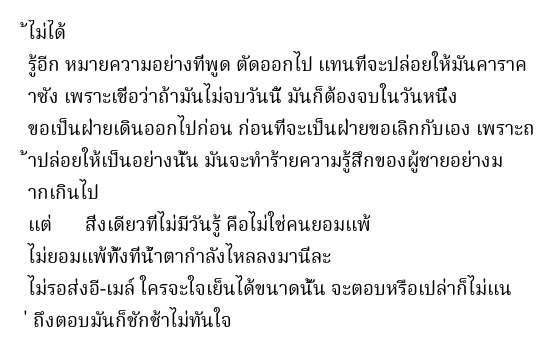 ้ไม่ได้
รู้อีก หมายความอย่างที่พูด ตัดออกไป แทนที่จะปล่อยให้มันคาราค
าซัง เพราะเชื่อว่าถ้ามันไม่จบวันนี้ มันก็ต้องจบในวันหนึ่ง
ขอเป็นฝ่ายเดินออกไปก่อน ก่อนที่จะเป็นฝ่ายขอเลิกกับเอง เพราะถ
้าปล่อยให้เป็นอย่างนั้น มันจะทำร้ายความรู้สึกของผู้ชายอย่างม
ากเกินไป
แต่ สิ่งเดียวที่ไม่มีวันรู้ คือไม่ใช่คนยอมแพ้
ไม่ยอมแพ้ทั้งที่น้ำตากำลังไหลลงมานี่ละ
ไม่รอส่งอี-เมล์ ใครจะใจเย็นได้ขนาดนั้น จะตอบหรือเปล่าก็ไม่แน
่ ถึงตอบมันก็ชักช้าไม่ทันใจ